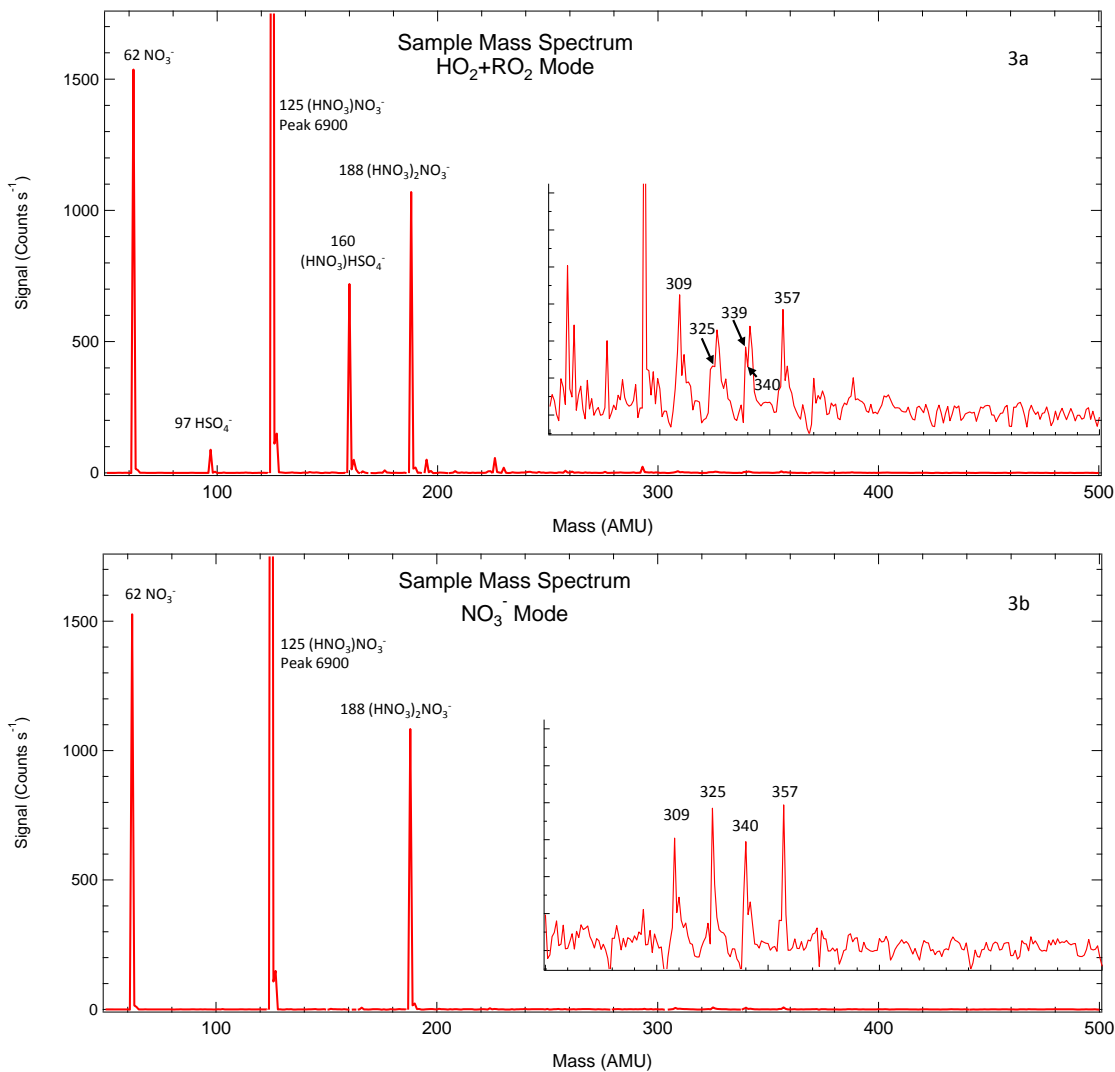 Sample Mass Spectrum
HO₂+RO₂ Mode
3a
62 NO₃⁻
125 (HNO₃)NO₃⁻
Peak 6900
188 (HNO₃)₂NO₃⁻
160
(HNO₃)HSO₄⁻
97 HSO₄⁻
309
325
339
340
357
1500
1000
500
0
Signal (Counts s⁻¹)
100
200
300
400
500
Mass (AMU)
Sample Mass Spectrum
NO₃⁻ Mode
3b
62 NO₃⁻
125 (HNO₃)NO₃⁻
Peak 6900
188 (HNO₃)₂NO₃⁻
309
325
340
357
1500
1000
500
0
Signal (Counts s⁻¹)
100
200
300
400
500
Mass (AMU)